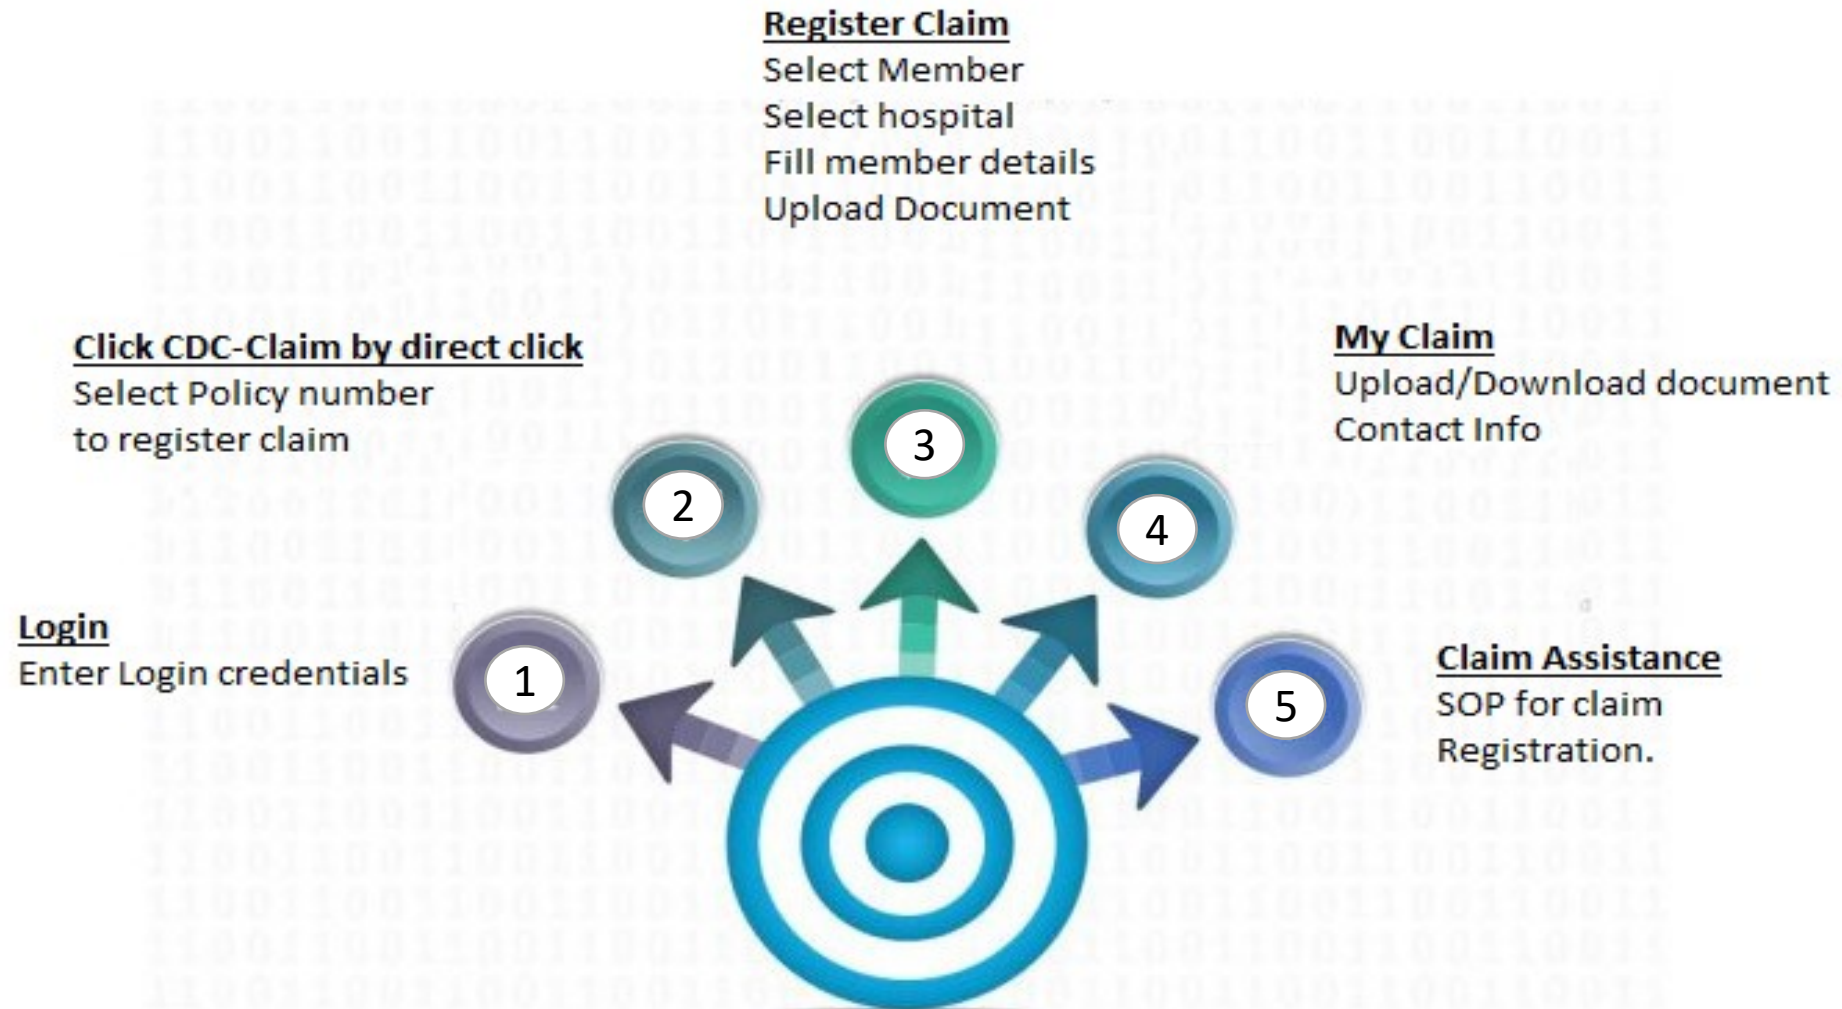 Register Claim
Select Member
Select hospital
Fill member details
Upload Document
Click CDC-Claim by direct click
Select Policy number
to register claim
My Claim
Upload/Download document
Contact Info
3
2
4
Login
Enter Login credentials
1
5
Claim Assistance
SOP for claim
Registration.